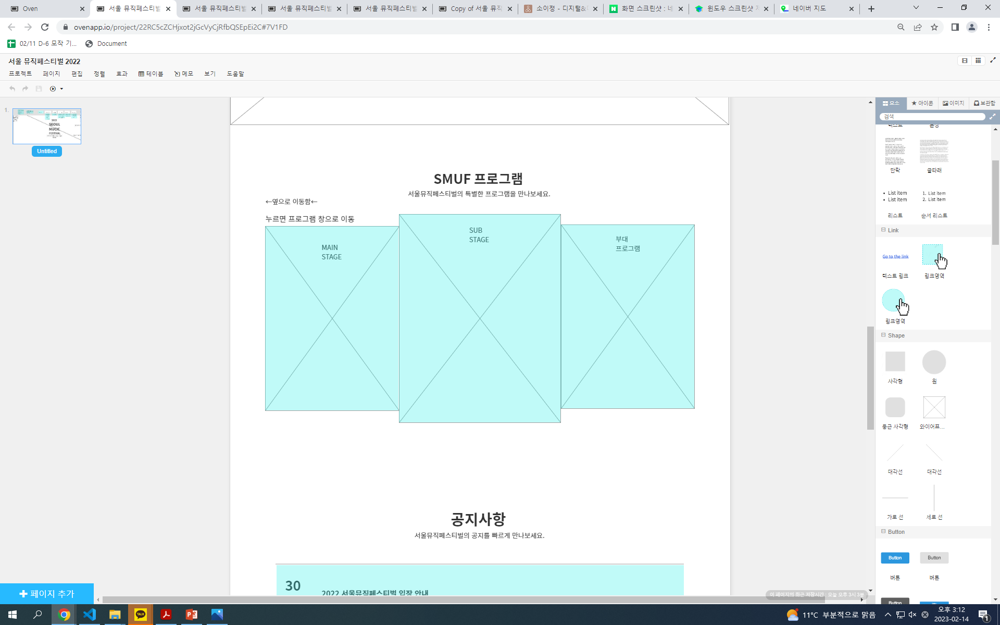 Oven
서울 뮤직페스티벌
서울 뮤직페스티벌
서울 뮤직페스티벌
서울 뮤직페스티벌
Copy of 서울 뮤직
소이정 - 디지털&
화면 스크린샷 : 네
윈도우 스크린샷
네이버 지도
ovenapp.io/project/22RC5cZCHjxot2jGcVyCjRfbQSEpEi2C#7V1FD
02/11 D-6 모작 기...
Document
서울 뮤직페스티벌 2022
프로젝트 페이지 편집 정렬 효과 테이블 메모 보기 도움말
요소 아이콘 이미지 보관함
검색
1.
2022
SEOUL
MUCIC
FESTIVAL
Untitled
텍스트 문장
단락 글타래
SMUF 프로그램
서울뮤직페스티벌의 특별한 프로그램을 만나보세요.
←옆으로 이동함←
누르면 프로그램 창으로 이동
MAIN
STAGE
SUB
STAGE
부대
프로그램
• List item
• List item
1. List item
2. List item
리스트 순서 리스트
Link
Go to the link
텍스트 링크 링크영역
링크영역
Shape
사각형 원
둥근 사각형 와이어프...
대각선 대각선
가로 선 세로 선
Button
Button Button
버튼 버튼
Button
공지사항
서울뮤직페스티벌의 공지를 빠르게 만나보세요.
30
2022 서울뮤직페스티벌 입장 안내
페이지 추가
이 페이지의 최근 저장시간 : 오늘 오후 3시 3분
TALK
11°C 부분적으로 맑음
오후 3:12
2023-02-14
1